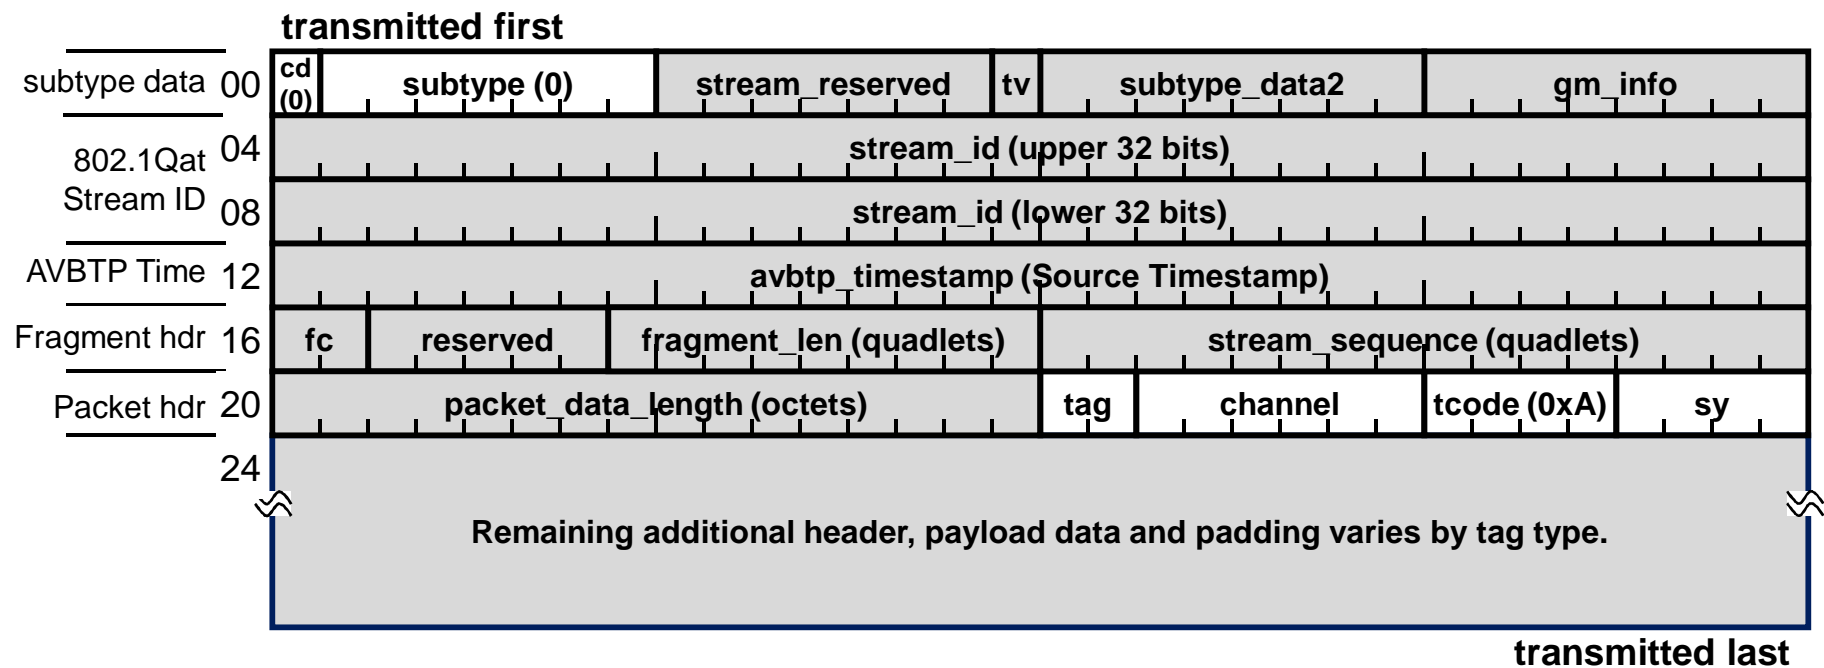 transmitted first
subtype data 00 cd (0) subtype (0) stream_reserved tv subtype_data2 gm_info
802.1Qat Stream ID
04 stream_id (upper 32 bits)
08 stream_id (lower 32 bits)
AVBTP Time 12 avbtp_timestamp (Source Timestamp)
Fragment hdr 16 fc reserved fragment_len (quadlets) stream_sequence (quadlets)
Packet hdr 20 packet_data_length (octets) tag channel tcode (0xA) sy
24
Remaining additional header, payload data and padding varies by tag type.
transmitted last